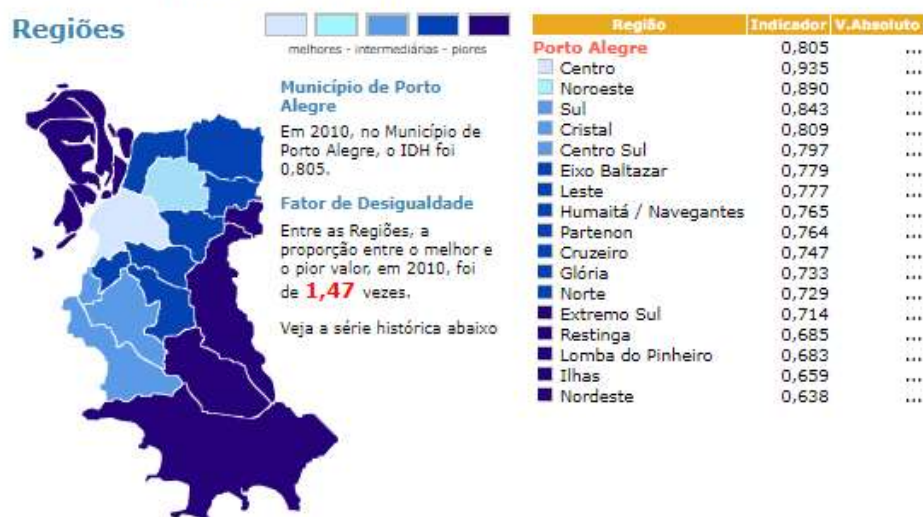 Regiões
melhores - intermediárias - piores
Município de Porto
Alegre
Em 2010, no Município de
Porto Alegre, o IDH foi
0,805.
Fator de Desigualdade
Entre as Regiões, a
proporção entre o melhor e
o pior valor, em 2010, foi
de 1,47 vezes.
Veja a série histórica abaixo
Região Indicador V.Absoluto
Porto Alegre 0,805 ...
Centro 0,935 ...
Noroeste 0,890 ...
Sul 0,843 ...
Cristal 0,809 ...
Centro Sul 0,797 ...
Eixo Baltazar 0,779 ...
Leste 0,777 ...
Humaitá / Navegantes 0,765 ...
Partenon 0,764 ...
Cruzeiro 0,747 ...
Glória 0,733 ...
Norte 0,729 ...
Extremo Sul 0,714 ...
Restinga 0,685 ...
Lomba do Pinheiro 0,683 ...
Ilhas 0,659 ...
Nordeste 0,638 ...